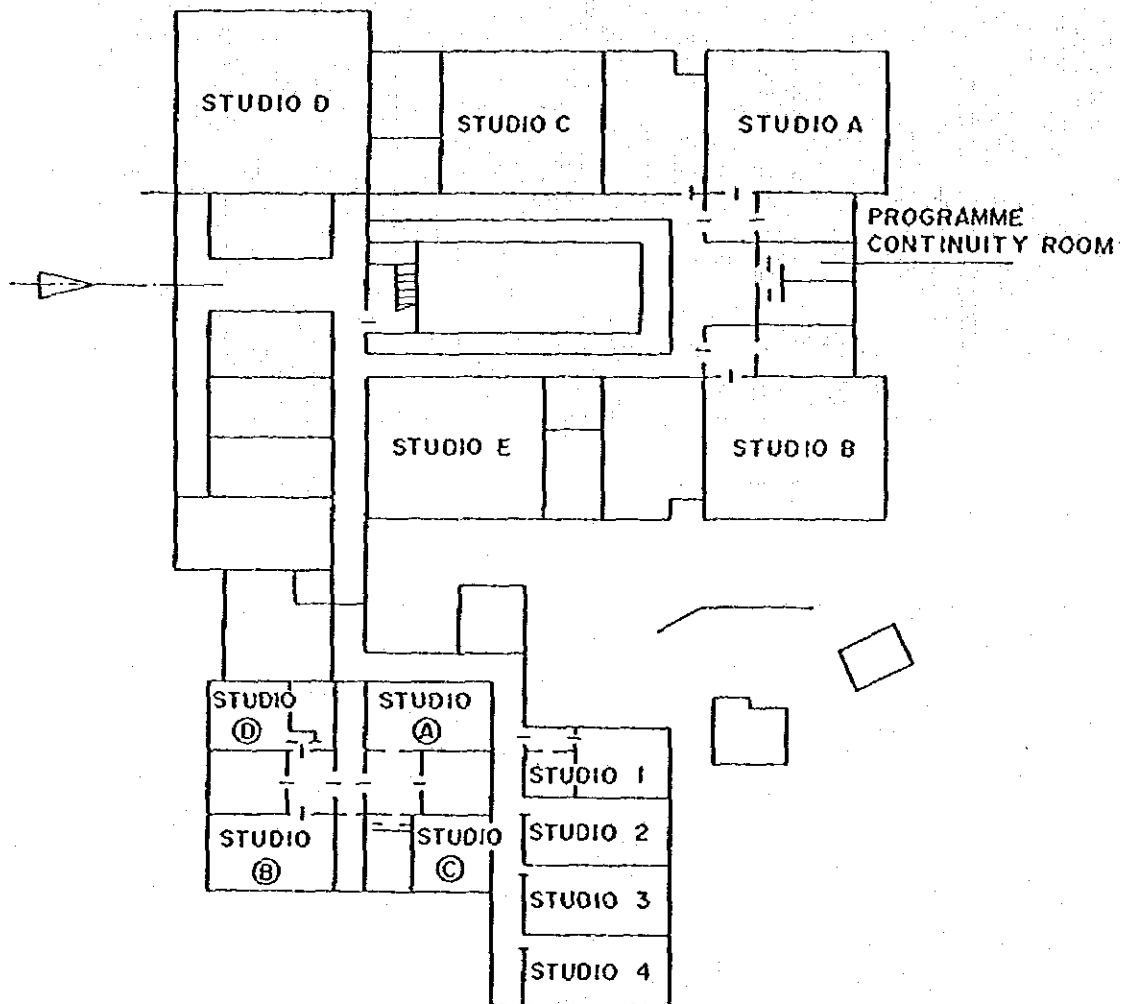 STUDIO D
STUDIO C
STUDIO A
PROGRAMME
CONTINUITY ROOM
STUDIO E
STUDIO B
STUDIO
Ⓓ
STUDIO
Ⓐ
STUDIO 1
STUDIO
Ⓑ
STUDIO
Ⓒ
STUDIO 2
STUDIO 3
STUDIO 4